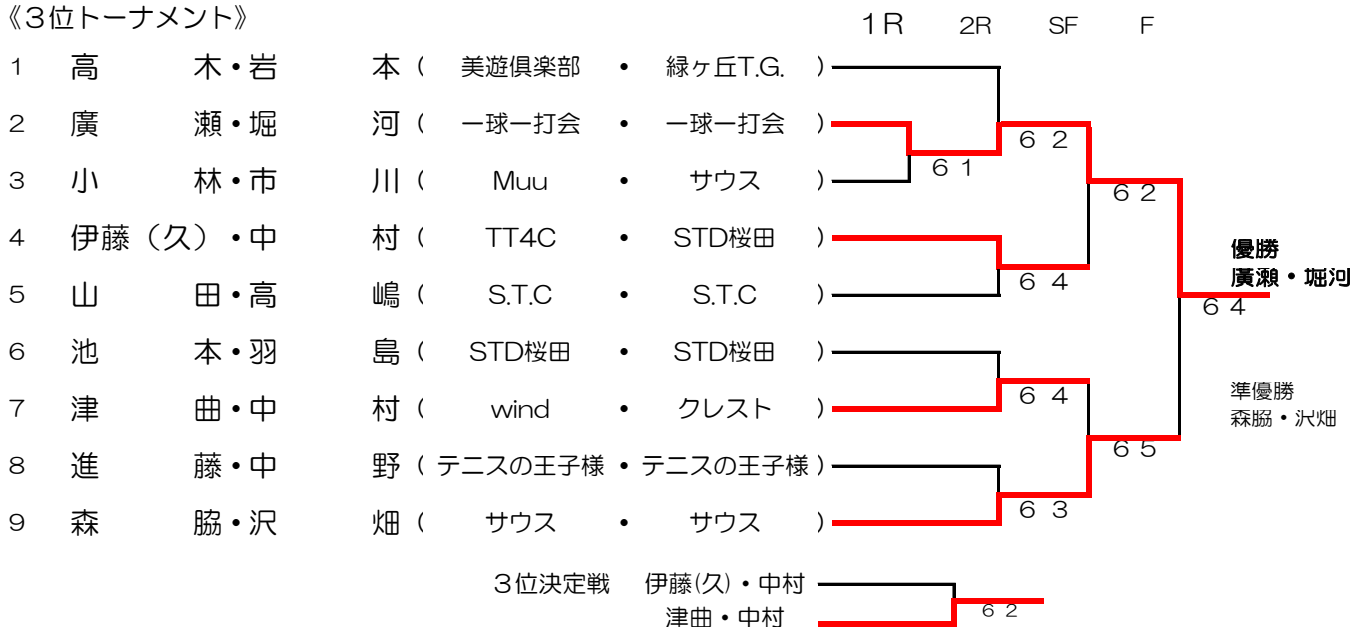 《3位トーナメント》
1R 2R SF F
1 高木・岩本 ( 美遊倶楽部 ・ 緑ヶ丘T.G. )
2 廣瀬・堀河 ( 一球一打会 ・ 一球一打会 )
6 2
6 1
3 小林・市川 ( Muu ・ サウス )
6 2
4 伊藤（久）・中村 ( TT4C ・ STD桜田 )
優勝
6 4
廣瀬・堀河
5 山田・高嶋 ( S.T.C ・ S.T.C )
6 4
6 池本・羽島 ( STD桜田 ・ STD桜田 )
6 4
準優勝
7 津曲・中村 ( wind ・ クレスト )
森脇・沢畑
6 5
8 進藤・中野 ( テニスの王子様 ・ テニスの王子様 )
6 3
9 森脇・沢畑 ( サウス ・ サウス )
3位決定戦 伊藤(久)・中村
6 2
津曲・中村